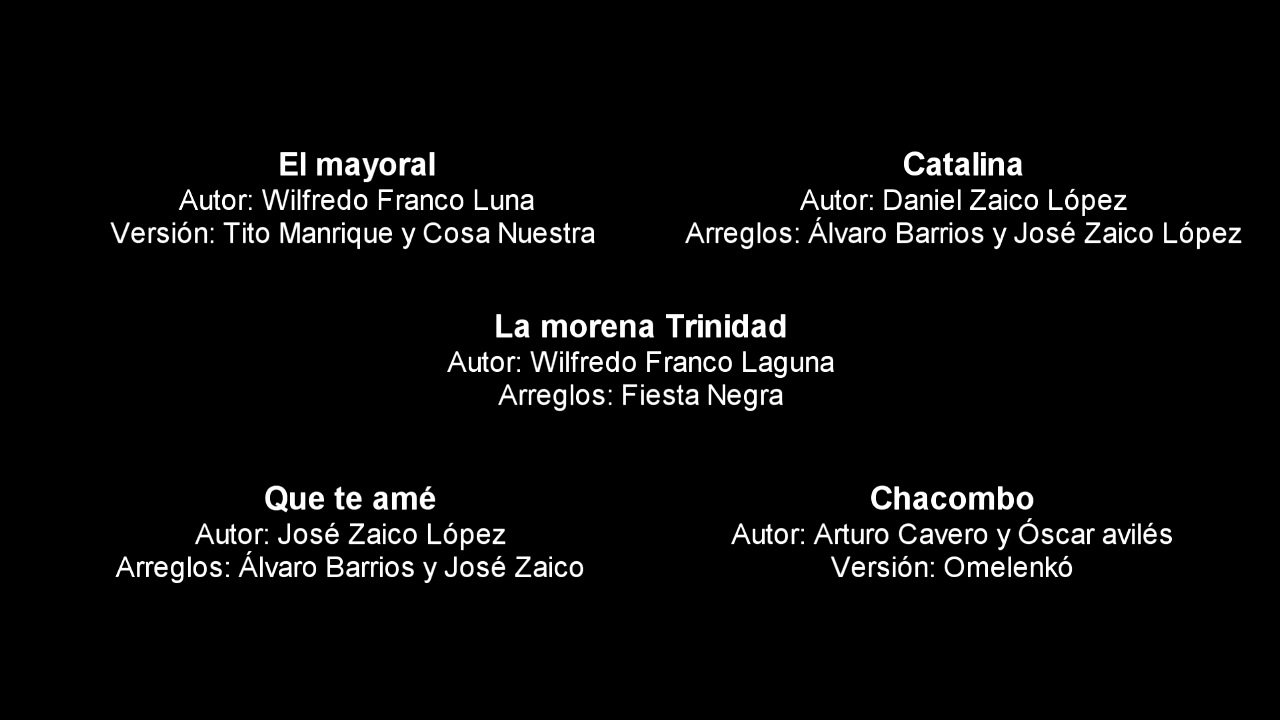 El mayoral
Autor: Wilfredo Franco Luna
Versión: Tito Manrique y Cosa Nuestra
Catalina
Autor: Daniel Zaico López
Arreglos: Álvaro Barrios y José Zaico López
La morena Trinidad
Autor: Wilfredo Franco Laguna
Arreglos: Fiesta Negra
Que te amé
Autor: José Zaico López
Arreglos: Álvaro Barrios y José Zaico
Chacombo
Autor: Arturo Cavero y Óscar avilés
Versión: Omelenkó